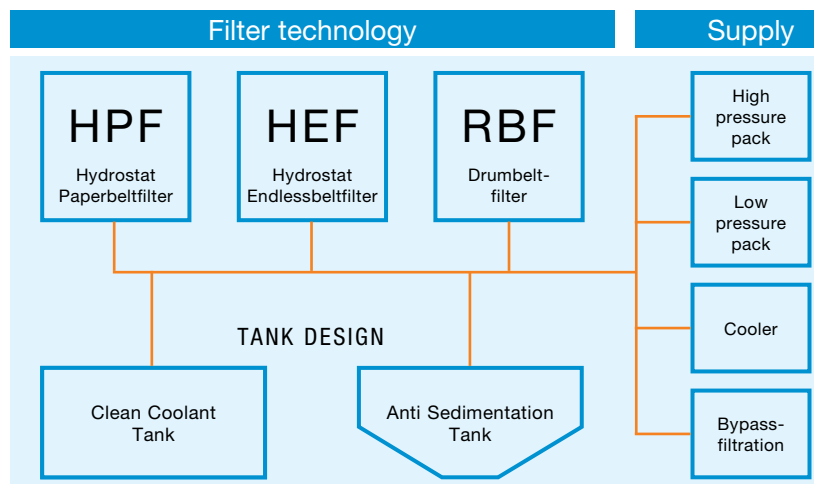 Filter technology
Supply
HPF
Hydrostat
Paperbeltfilter
HEF
Hydrostat
Endlessbeltfilter
RBF
Drumbelt-
filter
High
pressure
pack
Low
pressure
pack
Cooler
Bypass-
filtration
TANK DESIGN
Clean Coolant
Tank
Anti Sedimentation
Tank